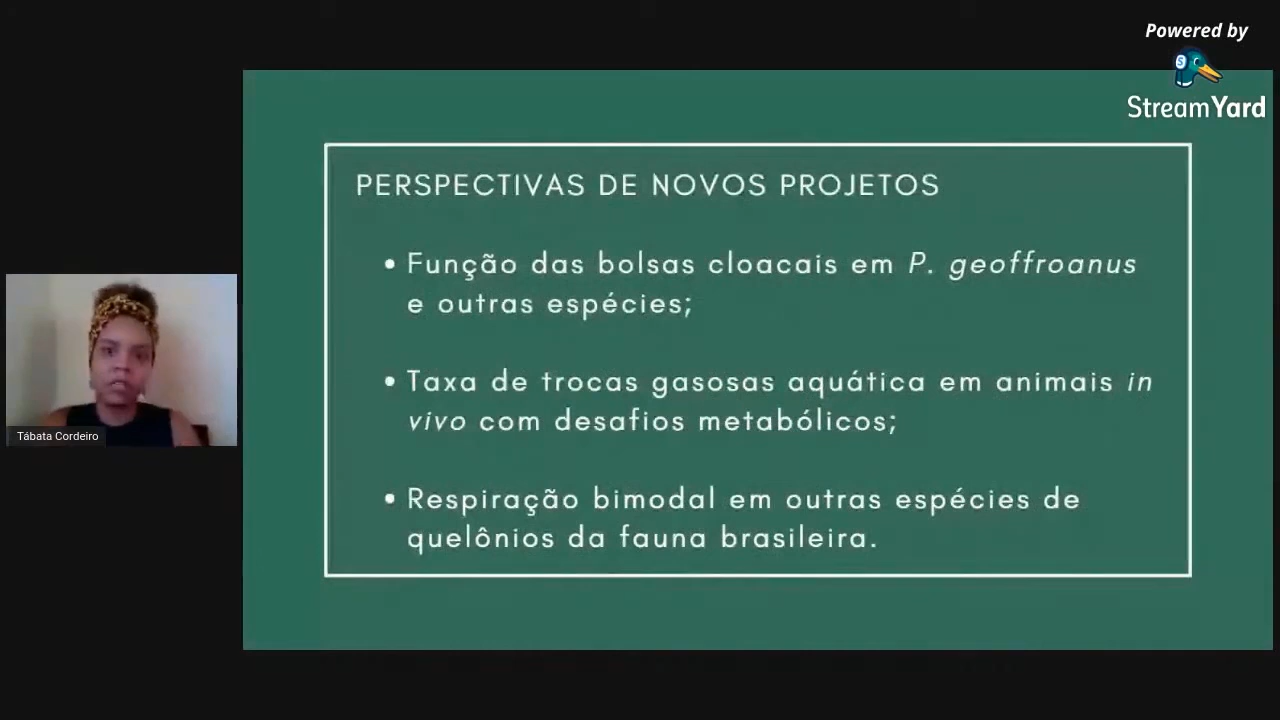 Powered by
StreamYard
PERSPECTIVAS DE NOVOS PROJETOS
• Função das bolsas cloacais em P. geoffroanus
e outras espécies;
• Taxa de trocas gasosas aquática em animais in
vivo com desafios metabólicos;
• Respiração bimodal em outras espécies de
quelônios da fauna brasileira.
Tábata Cordeiro